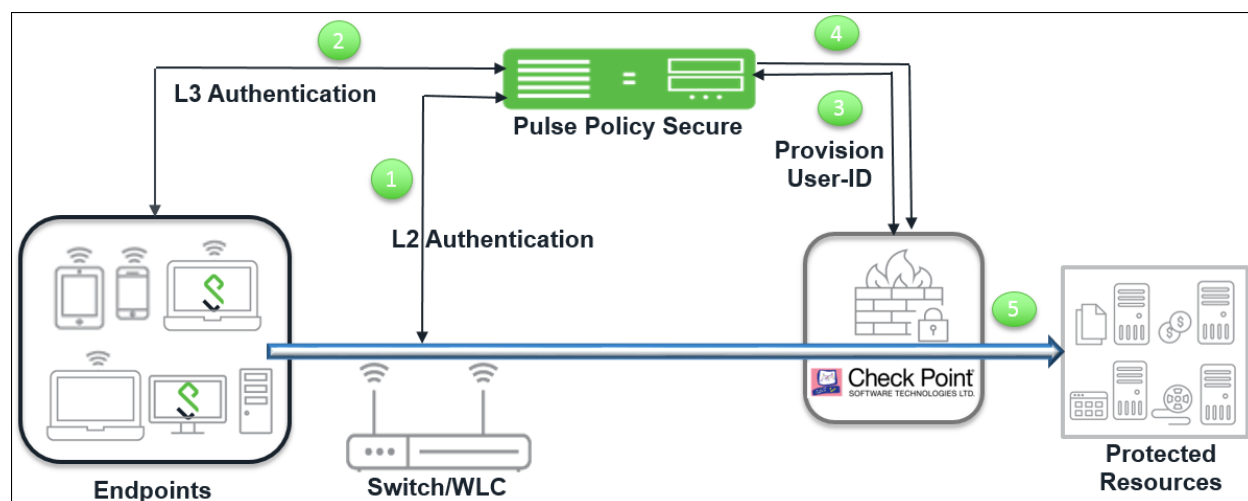 2
4
L3 Authentication
Pulse Policy Secure
3
Provision
User-ID
1
L2 Authentication
5
Check Point
SOFTWARE TECHNOLOGIES LTD.
Endpoints
Switch/WLC
Protected
Resources